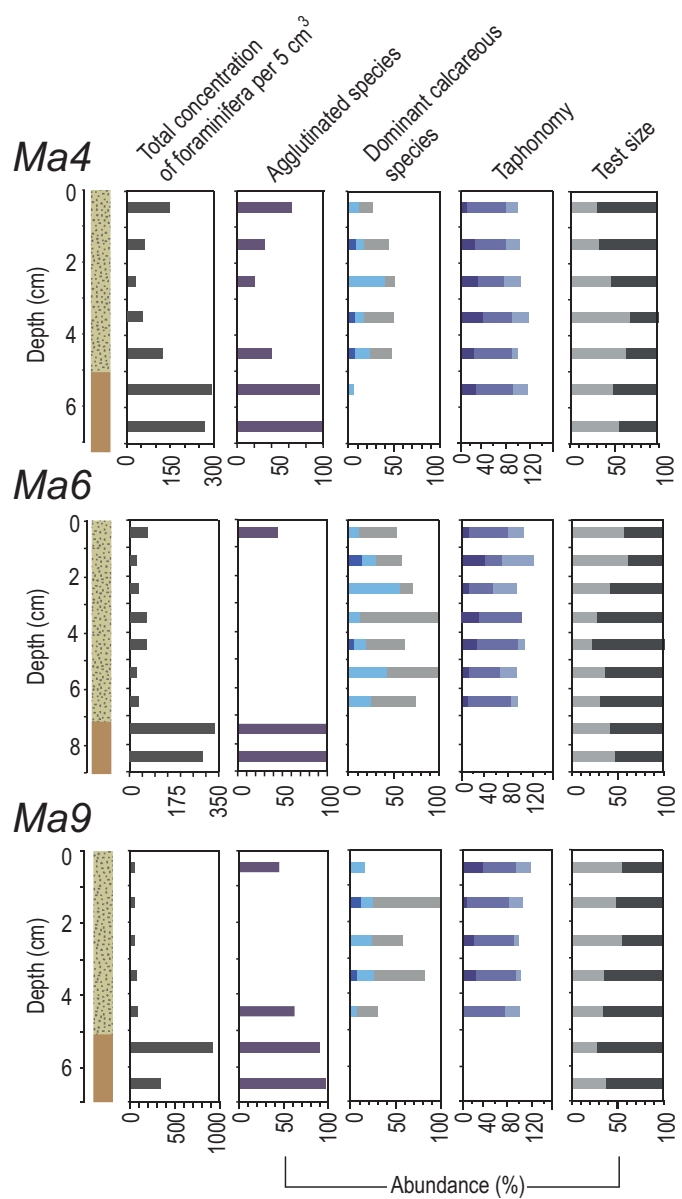 Total concentration
of foraminifera per 5 cm³
Agglutinated species
Dominant calcareous
species
Taphonomy
Test size
Ma4
0
2
4
6
Depth (cm)
0 150 300
0 50 100
0 50 100
0 40 80 120 160
0 50 100
Ma6
0
2
4
6
8
Depth (cm)
0 175 350
0 50 100
0 50 100
0 40 80 120 160
0 50 100
Ma9
0
2
4
6
Depth (cm)
0 500 1000
0 50 100
0 50 100
0 40 80 120 160
0 50 100
Abundance (%)